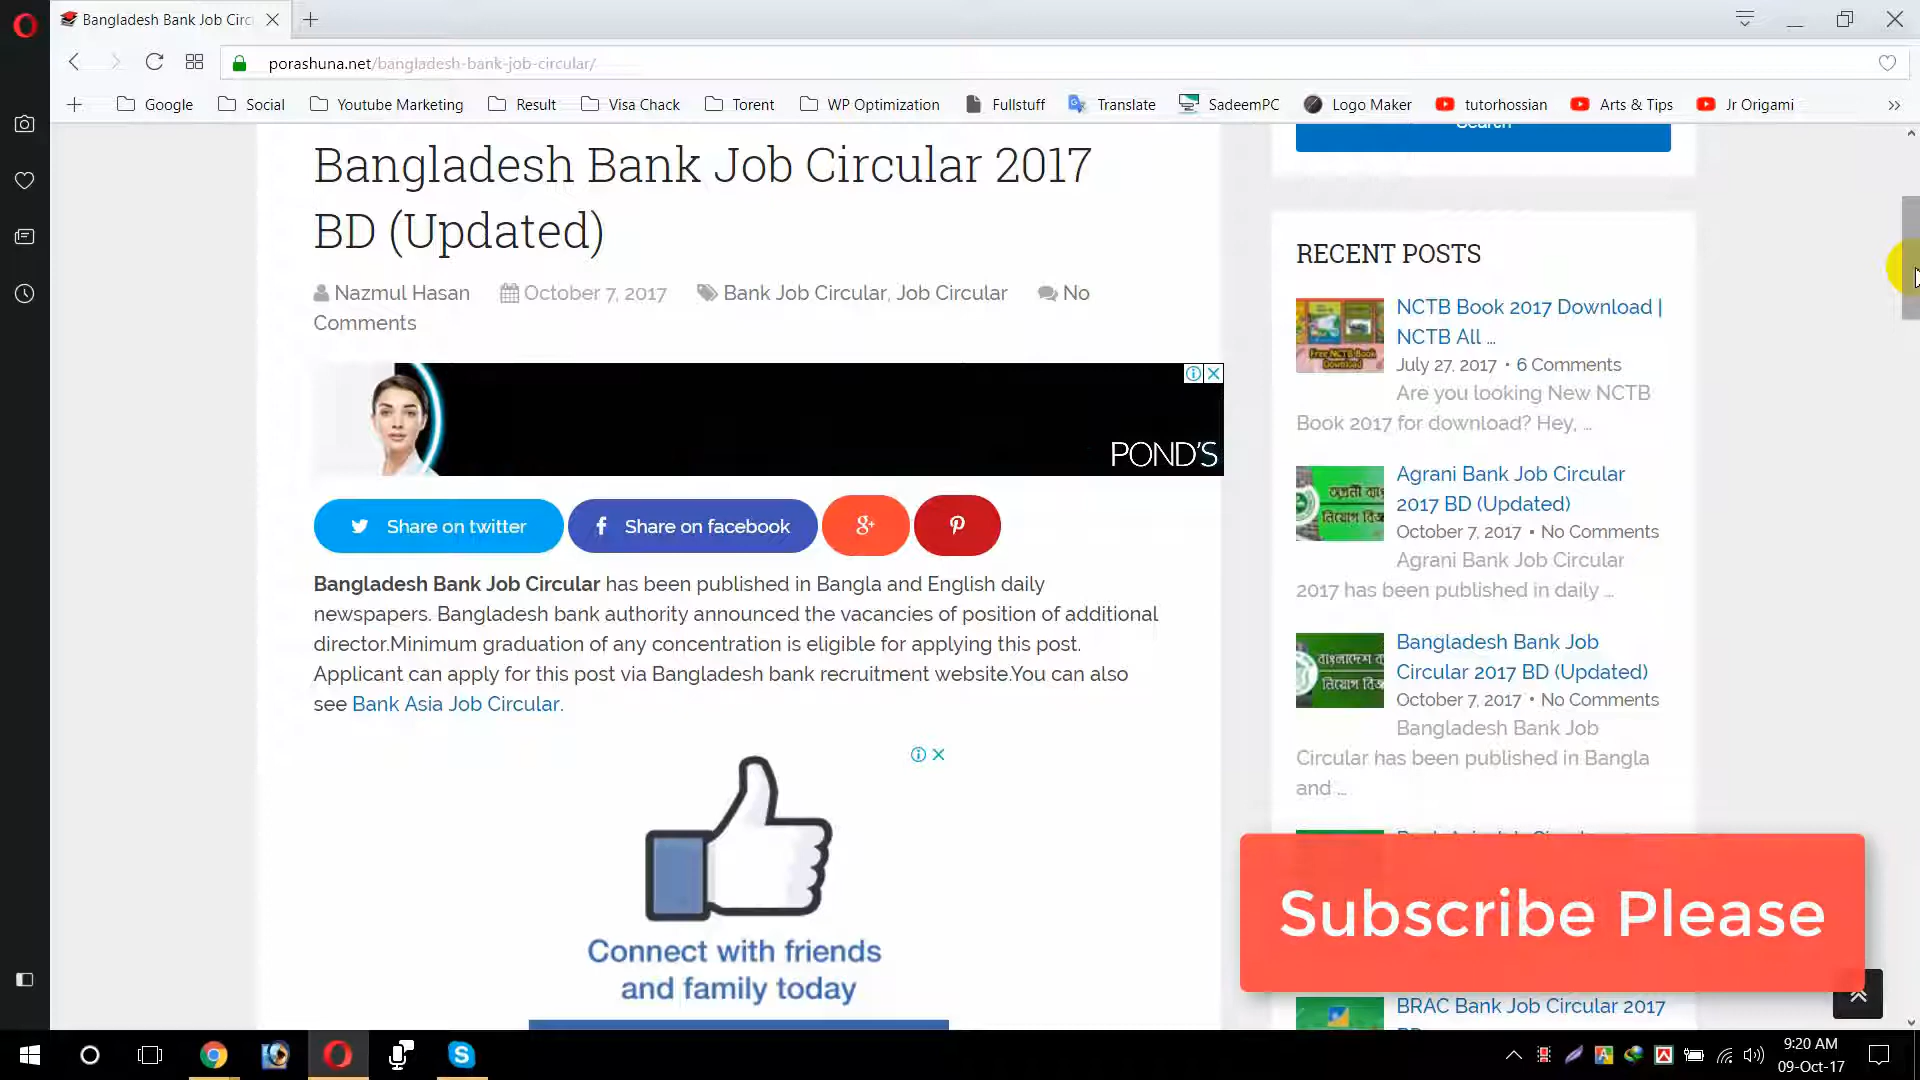 Bangladesh Bank Job Circ
porashuna.net/bangladesh-bank-job-circular/
Google
Social
Youtube Marketing
Result
Visa Chack
Torent
WP Optimization
Fullstuff
Translate
SadeemPC
Logo Maker
tutorhossian
Arts & Tips
Jr Origami
Bangladesh Bank Job Circular 2017
BD (Updated)
Nazmul Hasan October 7, 2017 Bank Job Circular, Job Circular No
Comments
POND'S
Share on twitter
Share on facebook
Bangladesh Bank Job Circular has been published in Bangla and English daily
newspapers. Bangladesh bank authority announced the vacancies of position of additional
director.Minimum graduation of any concentration is eligible for applying this post.
Applicant can apply for this post via Bangladesh bank recruitment website.You can also
see Bank Asia Job Circular.
Connect with friends
and family today
Search
RECENT POSTS
NCTB Book 2017 Download |
NCTB All ...
July 27, 2017 • 6 Comments
Are you looking New NCTB
Book 2017 for download? Hey, ...
Free NCTB Book
Download
Agrani Bank Job Circular
2017 BD (Updated)
October 7, 2017 • No Comments
Agrani Bank Job Circular
2017 has been published in daily ...
Bangladesh Bank Job
Circular 2017 BD (Updated)
October 7, 2017 • No Comments
Bangladesh Bank Job
Circular has been published in Bangla
and ...
Subscribe Please
BRAC Bank Job Circular 2017
9:20 AM
09-Oct-17